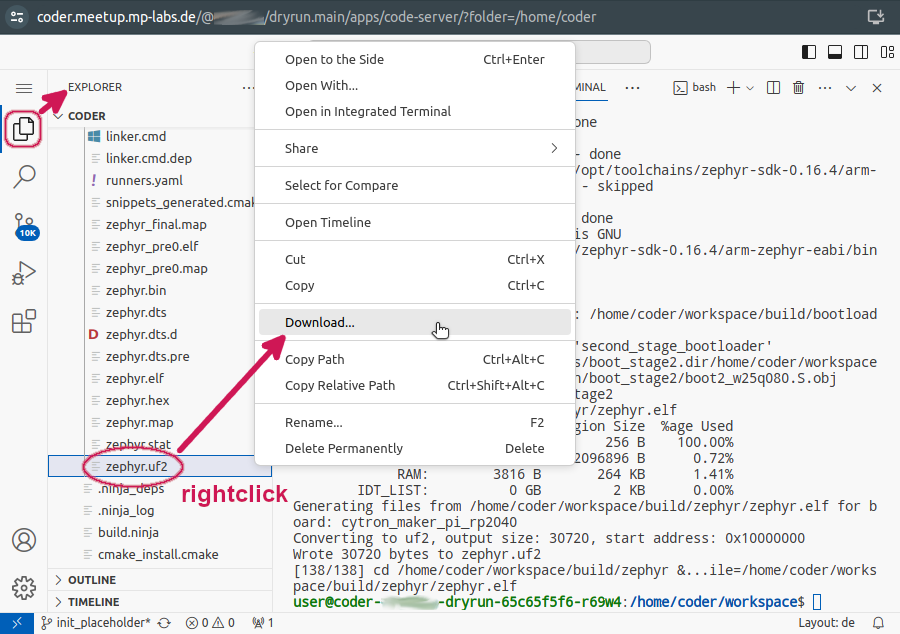 coder.meetup.mp-labs.de/@ /dryrun.main/apps/code-server/?folder=/home/coder
EXPLORER
CODER
linker.cmd
linker.cmd.dep
! runners.yaml
snippets_generated.cmak
zephyr_final.map
zephyr_pre0.elf
zephyr_pre0.map
zephyr.bin
zephyr.dts
D zephyr.dts.d
zephyr.dts.pre
zephyr.elf
zephyr.hex
zephyr.map
zephyr.stat
zephyr.uf2
.ninja_deps
.ninja_log
build.ninja
cmake_install.cmake
OUTLINE
TIMELINE
10K
rightclick
Open to the Side Ctrl+Enter
Open With...
Open in Integrated Terminal
Share
Select for Compare
Open Timeline
Cut Ctrl+X
Copy Ctrl+C
Download...
Copy Path Ctrl+Alt+C
Copy Relative Path Ctrl+Shift+Alt+C
Rename... F2
Delete Permanently Delete
MINAL ··· bash
one
- done
/opt/toolchains/zephyr-sdk-0.16.4/arm-
- skipped
done
is GNU
/zephyr-sdk-0.16.4/arm-zephyr-eabi/bin
: /home/coder/workspace/build/bootload
'second_stage_bootloader'
s/boot_stage2.dir/home/coder/workspace
n/boot_stage2/boot2_w25q080.S.obj
tage2
yr/zephyr.elf
gion Size %age Used
256 B 100.00%
2096896 B 0.72%
RAM: 3816 B 264 KB 1.41%
IDT_LIST: 0 GB 2 KB 0.00%
Generating files from /home/coder/workspace/build/zephyr/zephyr.elf for b
oard: cytron_maker_pi_rp2040
Converting to uf2, output size: 30720, start address: 0x10000000
Wrote 30720 bytes to zephyr.uf2
[138/138] cd /home/coder/workspace/build/zephyr &...ile=/home/coder/works
pace/build/zephyr/zephyr.elf
user@coder- -dryrun-65c65f5f6-r69w4:/home/coder/workspace$
init_placeholder* 0 0 1 Layout: de